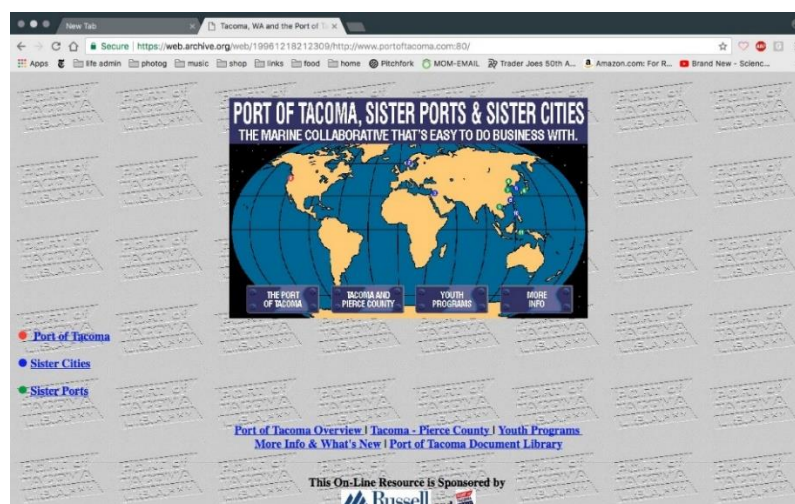 New Tab
Tacoma, WA and the Port of T
Secure | https://web.archive.org/web/19961218212309/http://www.portoftacoma.com:80/
Apps life admin photog music shop links food home Pitchfork MOM-EMAIL Trader Joes 50th A... Amazon.com: For R... Brand New - Scienc...
PORT OF TACOMA, SISTER PORTS & SISTER CITIES
THE MARINE COLLABORATIVE THAT'S EASY TO DO BUSINESS WITH.
THE PORT OF TACOMA
TACOMA AND PIERCE COUNTY
YOUTH PROGRAMS
MORE INFO
Port of Tacoma
Sister Cities
Sister Ports
Port of Tacoma Overview | Tacoma - Pierce County | Youth Programs
More Info & What's New | Port of Tacoma Document Library
This On-Line Resource is Sponsored by
Russell